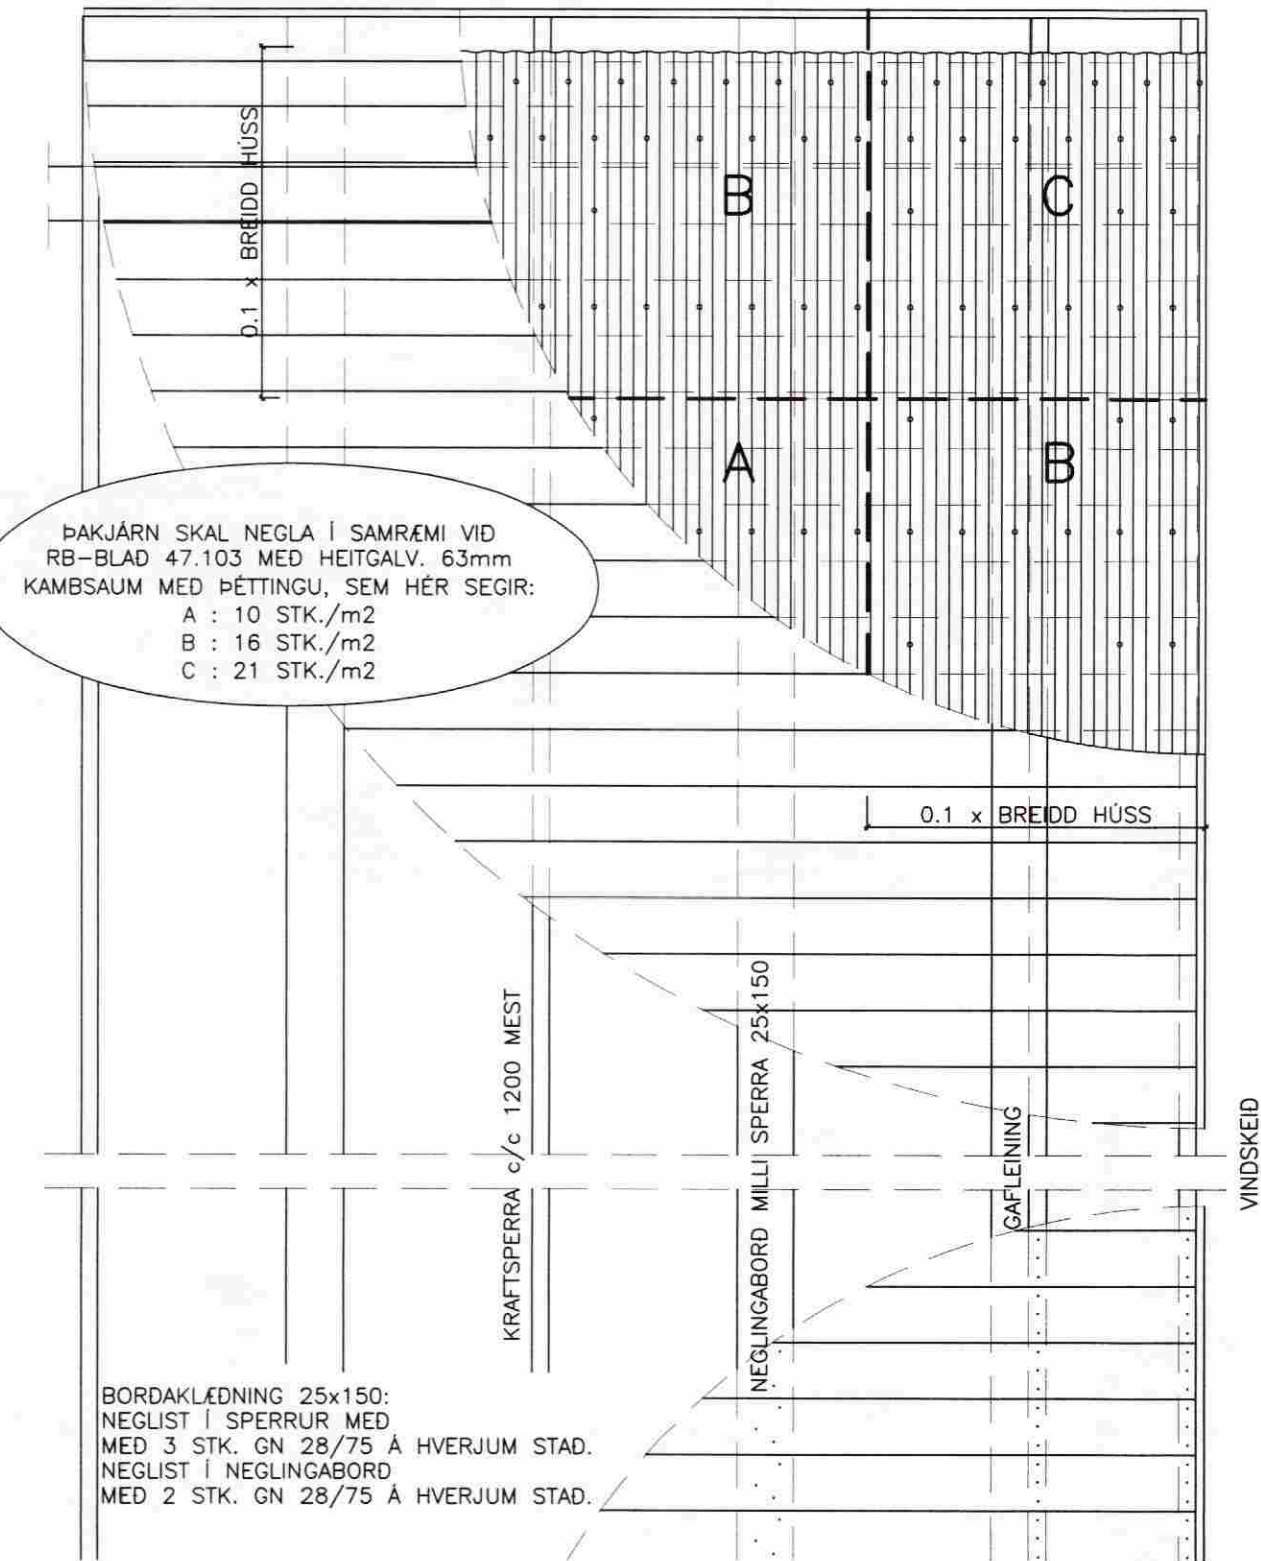 0.1 x BREIDD HÚSS
B
C
A
B
ÞAKJÁRN SKAL NEGLA Í SAMRÆMI VIÐ
RB-BLAÐ 47.103 MEÐ HEITGALV. 63mm
KAMBSAUM MEÐ ÞÉTTINGU, SEM HÉR SEGIR:
A : 10 STK./m2
B : 16 STK./m2
C : 21 STK./m2
0.1 x BREIDD HÚSS
KRAFTSPERRA c/c 1200 MEST
NEGLINGABORÐ MILLI SPERRA 25x150
GAFLEINING
VINDSKEIÐ
BORÐAKLÆÐNING 25x150:
NEGLIST Í SPERRUR MEÐ
MEÐ 3 STK. GN 28/75 Á HVERJUM STAÐ.
NEGLIST Í NEGLINGABORÐ
MEÐ 2 STK. GN 28/75 Á HVERJUM STAÐ.